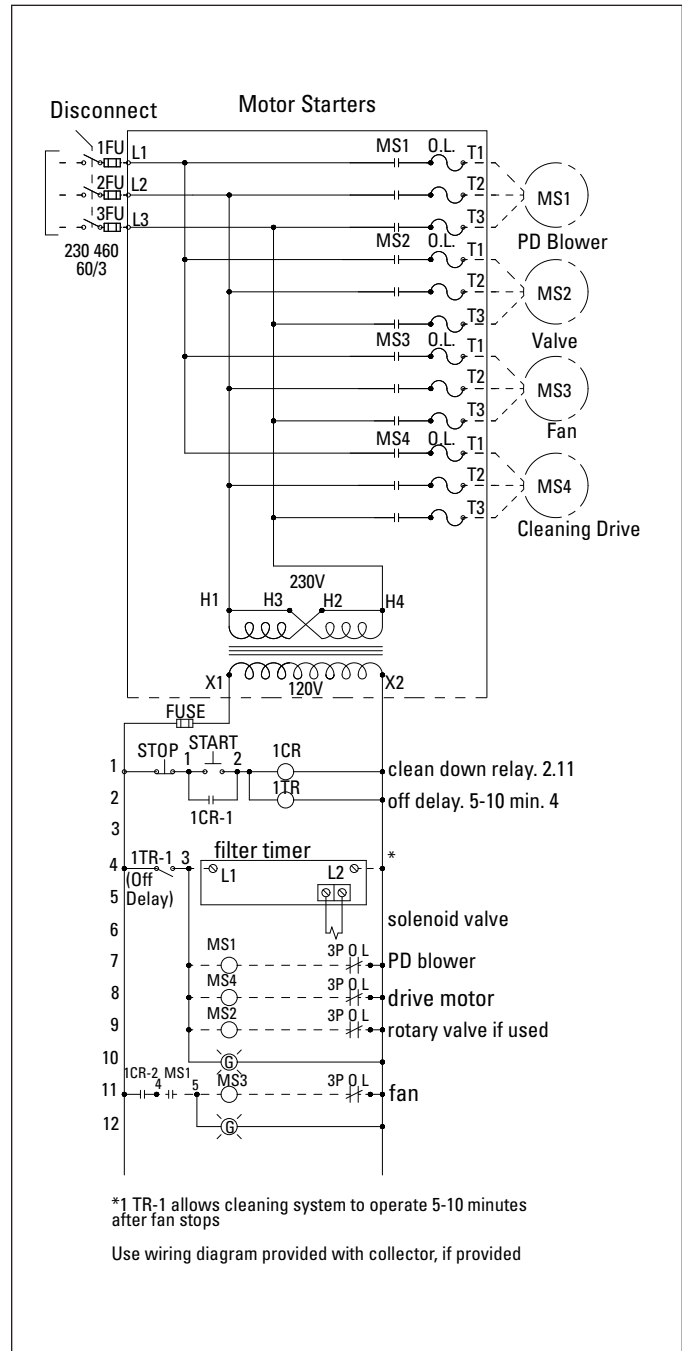 Disconnect
Motor Starters
1FU L1
2FU L2
3FU L3
230 460
60/3
MS1 O.L. T1
T2
T3
MS1
PD Blower
MS2 O.L. T1
T2
T3
MS2
Valve
MS3 O.L. T1
T2
T3
MS3
Fan
MS4 O.L. T1
T2
T3
MS4
Cleaning Drive
230V
H1 H3 H2 H4
X1 120V X2
FUSE
1 STOP 1 START 2 1CR clean down relay. 2.11
2 1CR-1 1TR off delay. 5-10 min. 4
3
filter timer
4 1TR-1 3 L1 L2 *
(Off
5 Delay)
6 solenoid valve
7 MS1 3P O L PD blower
8 MS4 3P O L drive motor
9 MS2 3P O L rotary valve if used
10 G
11 1CR-2 4 MS1 5 MS3 3P O L fan
12 G
*1 TR-1 allows cleaning system to operate 5-10 minutes
after fan stops
Use wiring diagram provided with collector, if provided